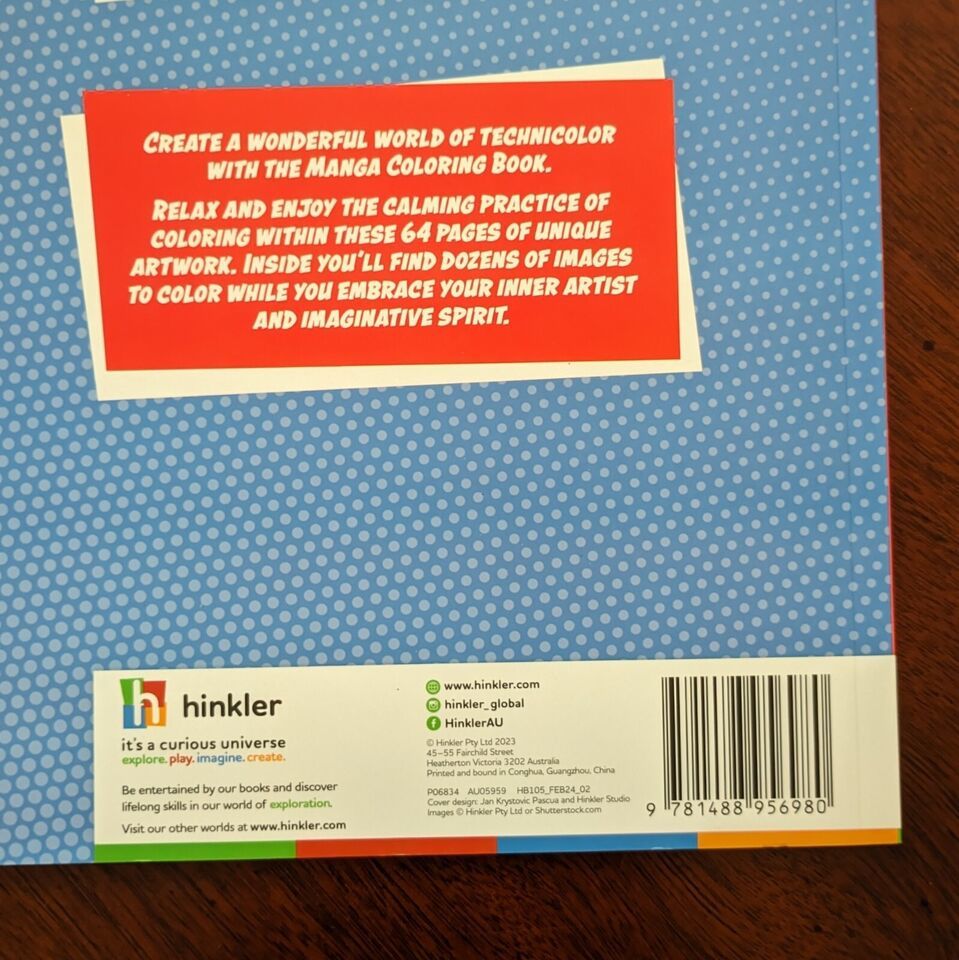 CREATE A WONDERFUL WORLD OF TECHNICOLOR
WITH THE MANGA COLORING BOOK.
RELAX AND ENJOY THE CALMING PRACTICE OF
COLORING WITHIN THESE 64 PAGES OF UNIQUE
ARTWORK. INSIDE YOU'LL FIND DOZENS OF IMAGES
TO COLOR WHILE YOU EMBRACE YOUR INNER ARTIST
AND IMAGINATIVE SPIRIT.
h hinkler
it's a curious universe
explore. play. imagine. create.
Be entertained by our books and discover
lifelong skills in our world of exploration.
Visit our other worlds at www.hinkler.com
www.hinkler.com
hinkler_global
f HinklerAU
© Hinkler Pty Ltd 2023
45–55 Fairchild Street
Heatherton Victoria 3202 Australia
Printed and bound in Conghua, Guangzhou, China
P06834 AU05959 HB105_FEB24_02
Cover design: Jan Krystovic Pascua and Hinkler Studio
Images © Hinkler Pty Ltd or Shutterstock.com
9 781488 956980